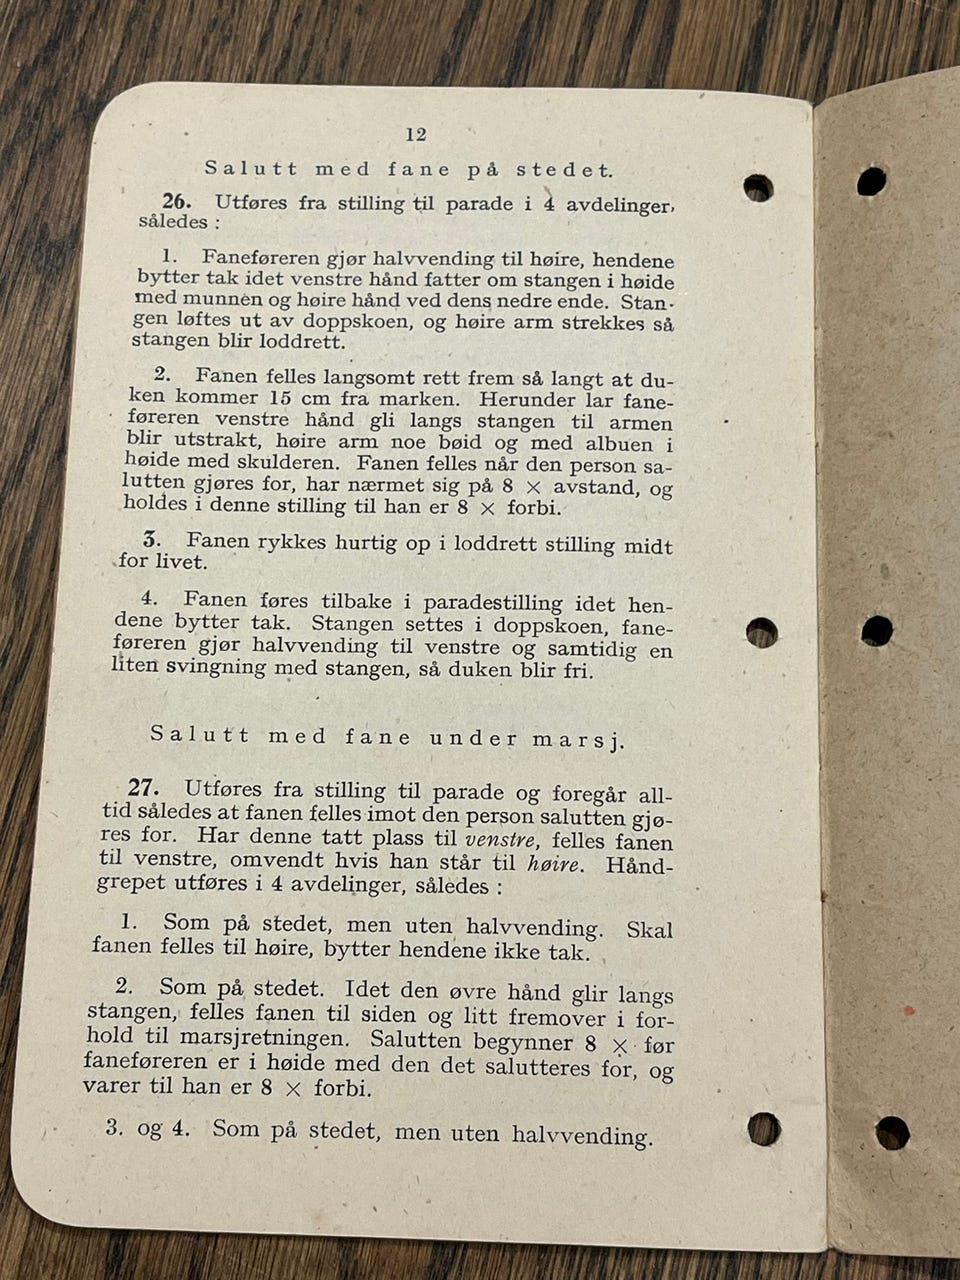 12
Salutt med fane på stedet.
26. Utføres fra stilling til parade i 4 avdelinger,
således :
1. Faneføreren gjør halvvending til høire, hendene
bytter tak idet venstre hånd fatter om stangen i høide
med munnen og høire hånd ved dens nedre ende. Stan-
gen løftes ut av doppskoen, og høire arm strekkes så
stangen blir loddrett.
2. Fanen felles langsomt rett frem så langt at du-
ken kommer 15 cm fra marken. Herunder lar fane-
føreren venstre hånd gli langs stangen til armen
blir utstrakt, høire arm noe bøid og med albuen i
høide med skulderen. Fanen felles når den person sa-
lutten gjøres for, har nærmet sig på 8 × avstand, og
holdes i denne stilling til han er 8 × forbi.
3. Fanen rykkes hurtig op i loddrett stilling midt
for livet.
4. Fanen føres tilbake i paradestilling idet hen-
dene bytter tak. Stangen settes i doppskoen, fane-
føreren gjør halvvending til venstre og samtidig en
liten svingning med stangen, så duken blir fri.
Salutt med fane under marsj.
27. Utføres fra stilling til parade og foregår all-
tid således at fanen felles imot den person salutten gjø-
res for. Har denne tatt plass til venstre, felles fanen
til venstre, omvendt hvis han står til høire. Hånd-
grepet utføres i 4 avdelinger, således :
1. Som på stedet, men uten halvvending. Skal
fanen felles til høire, bytter hendene ikke tak.
2. Som på stedet. Idet den øvre hånd glir langs
stangen, felles fanen til siden og litt fremover i for-
hold til marsjretningen. Salutten begynner 8 × før
faneføreren er i høide med den det salutteres for, og
varer til han er 8 × forbi.
3. og 4. Som på stedet, men uten halvvending.